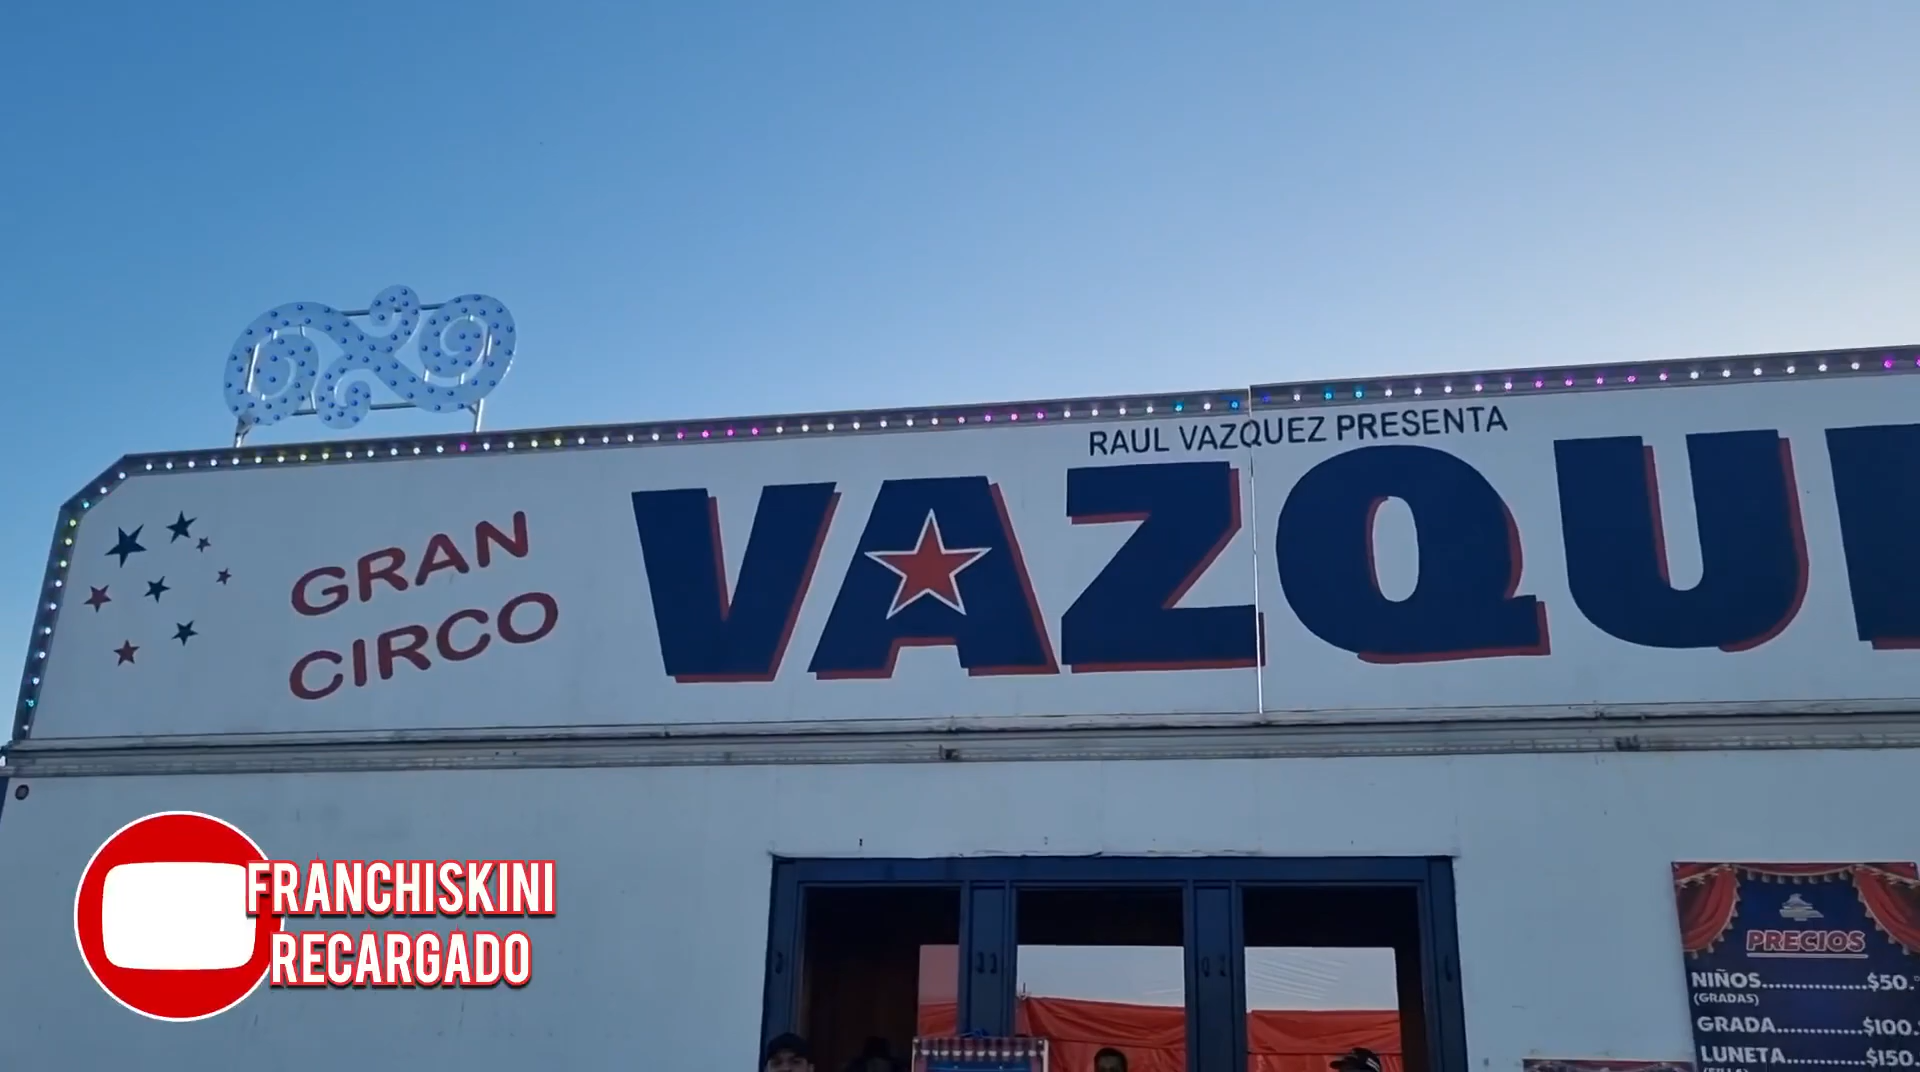 RAUL VAZQUEZ PRESENTA
GRAN
CIRCO
VAZQU
FRANCHISKINI
RECARGADO
PRECIOS
NIÑOS................$50.
(GRADAS)
GRADA.............$100.
LUNETA............$150.